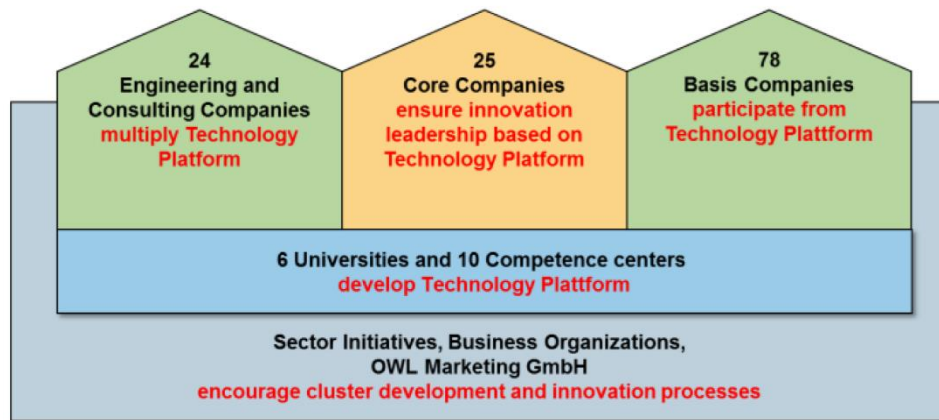 24
Engineering and
Consulting Companies
multiply Technology
Platform
25
Core Companies
ensure innovation
leadership based on
Technology Platform
78
Basis Companies
participate from
Technology Plattform
6 Universities and 10 Competence centers
develop Technology Plattform
Sector Initiatives, Business Organizations,
OWL Marketing GmbH
encourage cluster development and innovation processes